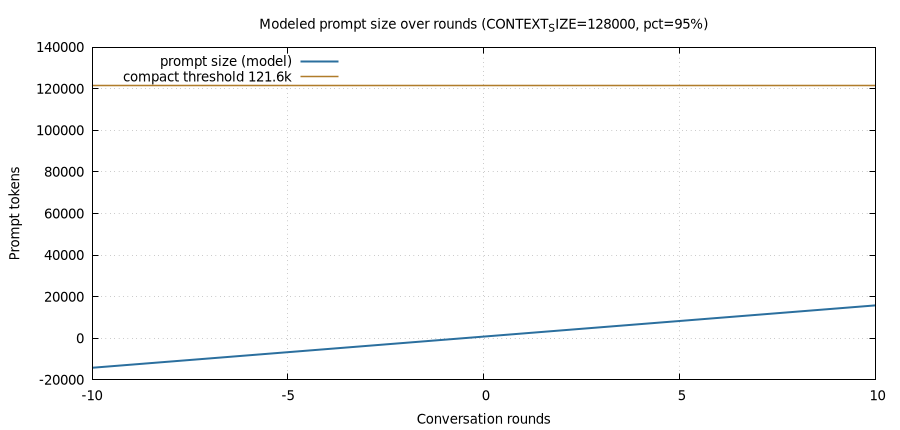 Modeled prompt size over rounds (CONTEXTSIZE=128000, pct=95%)
140000
prompt size (model)
compact threshold 121.6k
120000
100000
80000
60000
40000
20000
0
-20000
Prompt tokens
-10 -5 0 5 10
Conversation rounds